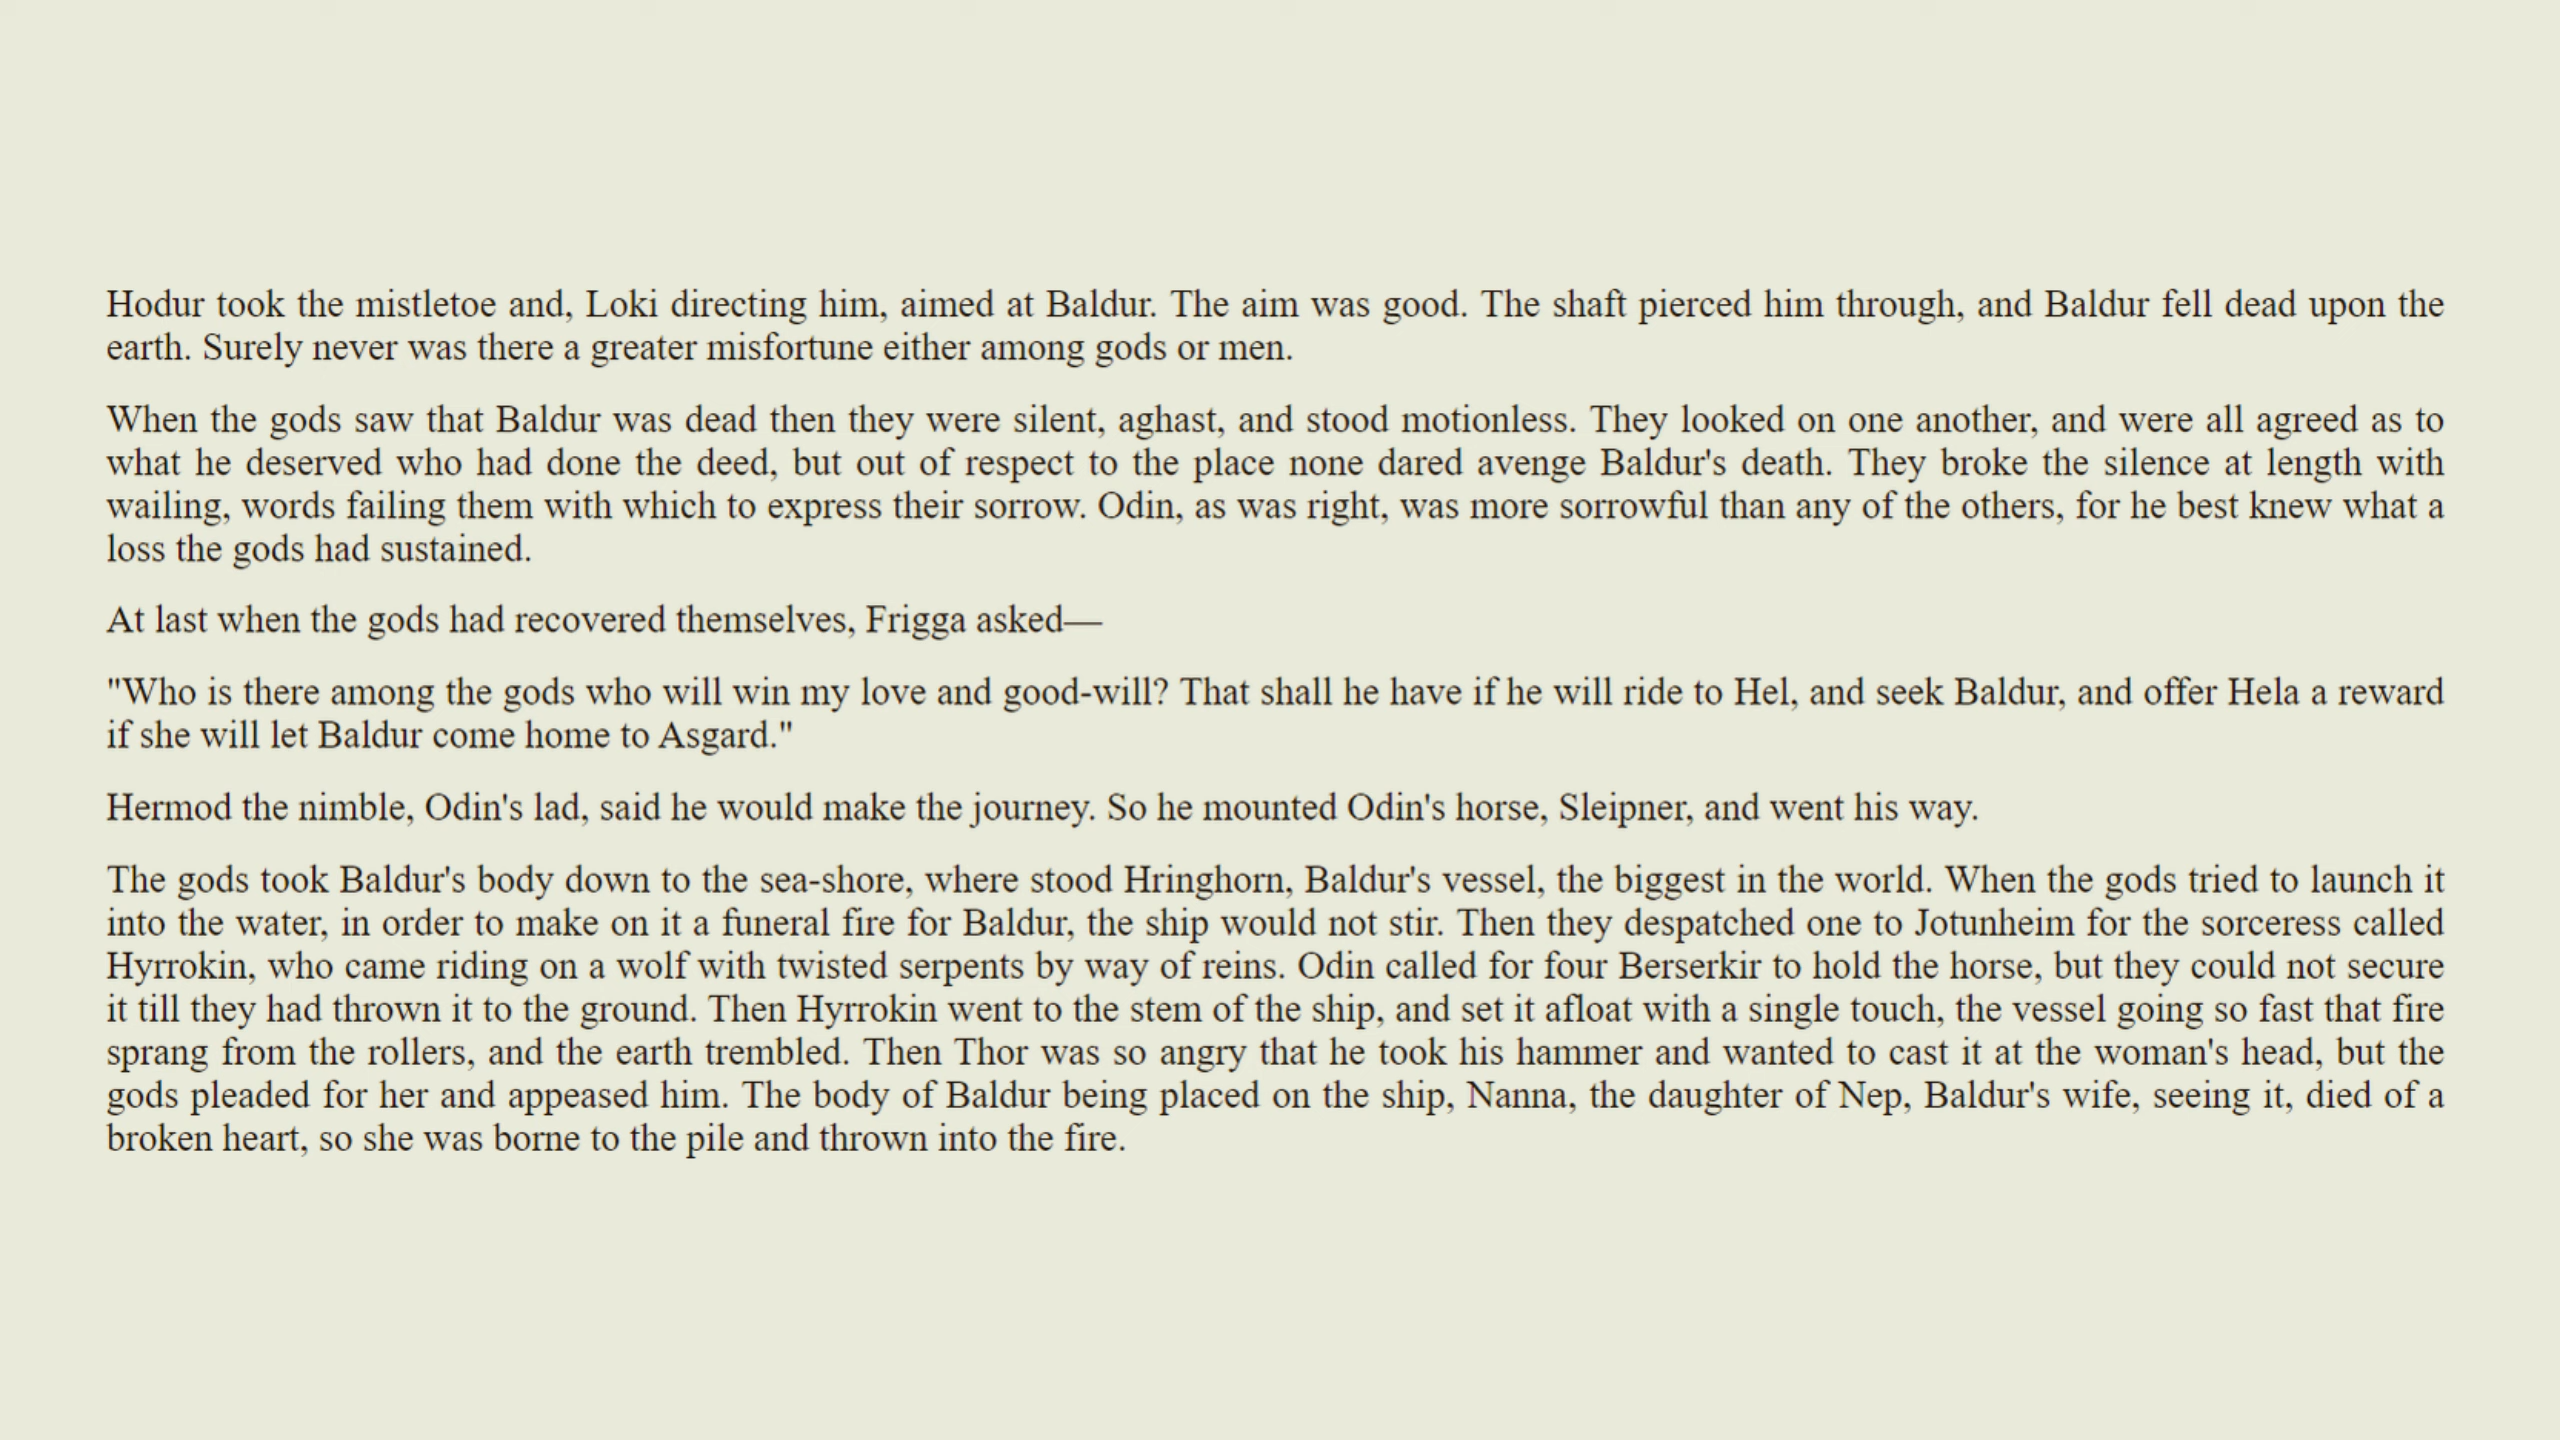 Hodur took the mistletoe and, Loki directing him, aimed at Baldur. The aim was good. The shaft pierced him through, and Baldur fell dead upon the
earth. Surely never was there a greater misfortune either among gods or men.
When the gods saw that Baldur was dead then they were silent, aghast, and stood motionless. They looked on one another, and were all agreed as to
what he deserved who had done the deed, but out of respect to the place none dared avenge Baldur's death. They broke the silence at length with
wailing, words failing them with which to express their sorrow. Odin, as was right, was more sorrowful than any of the others, for he best knew what a
loss the gods had sustained.
At last when the gods had recovered themselves, Frigga asked—
"Who is there among the gods who will win my love and good-will? That shall he have if he will ride to Hel, and seek Baldur, and offer Hela a reward
if she will let Baldur come home to Asgard."
Hermod the nimble, Odin's lad, said he would make the journey. So he mounted Odin's horse, Sleipner, and went his way.
The gods took Baldur's body down to the sea-shore, where stood Hringhorn, Baldur's vessel, the biggest in the world. When the gods tried to launch it
into the water, in order to make on it a funeral fire for Baldur, the ship would not stir. Then they despatched one to Jotunheim for the sorceress called
Hyrrokin, who came riding on a wolf with twisted serpents by way of reins. Odin called for four Berserkir to hold the horse, but they could not secure
it till they had thrown it to the ground. Then Hyrrokin went to the stem of the ship, and set it afloat with a single touch, the vessel going so fast that fire
sprang from the rollers, and the earth trembled. Then Thor was so angry that he took his hammer and wanted to cast it at the woman's head, but the
gods pleaded for her and appeased him. The body of Baldur being placed on the ship, Nanna, the daughter of Nep, Baldur's wife, seeing it, died of a
broken heart, so she was borne to the pile and thrown into the fire.